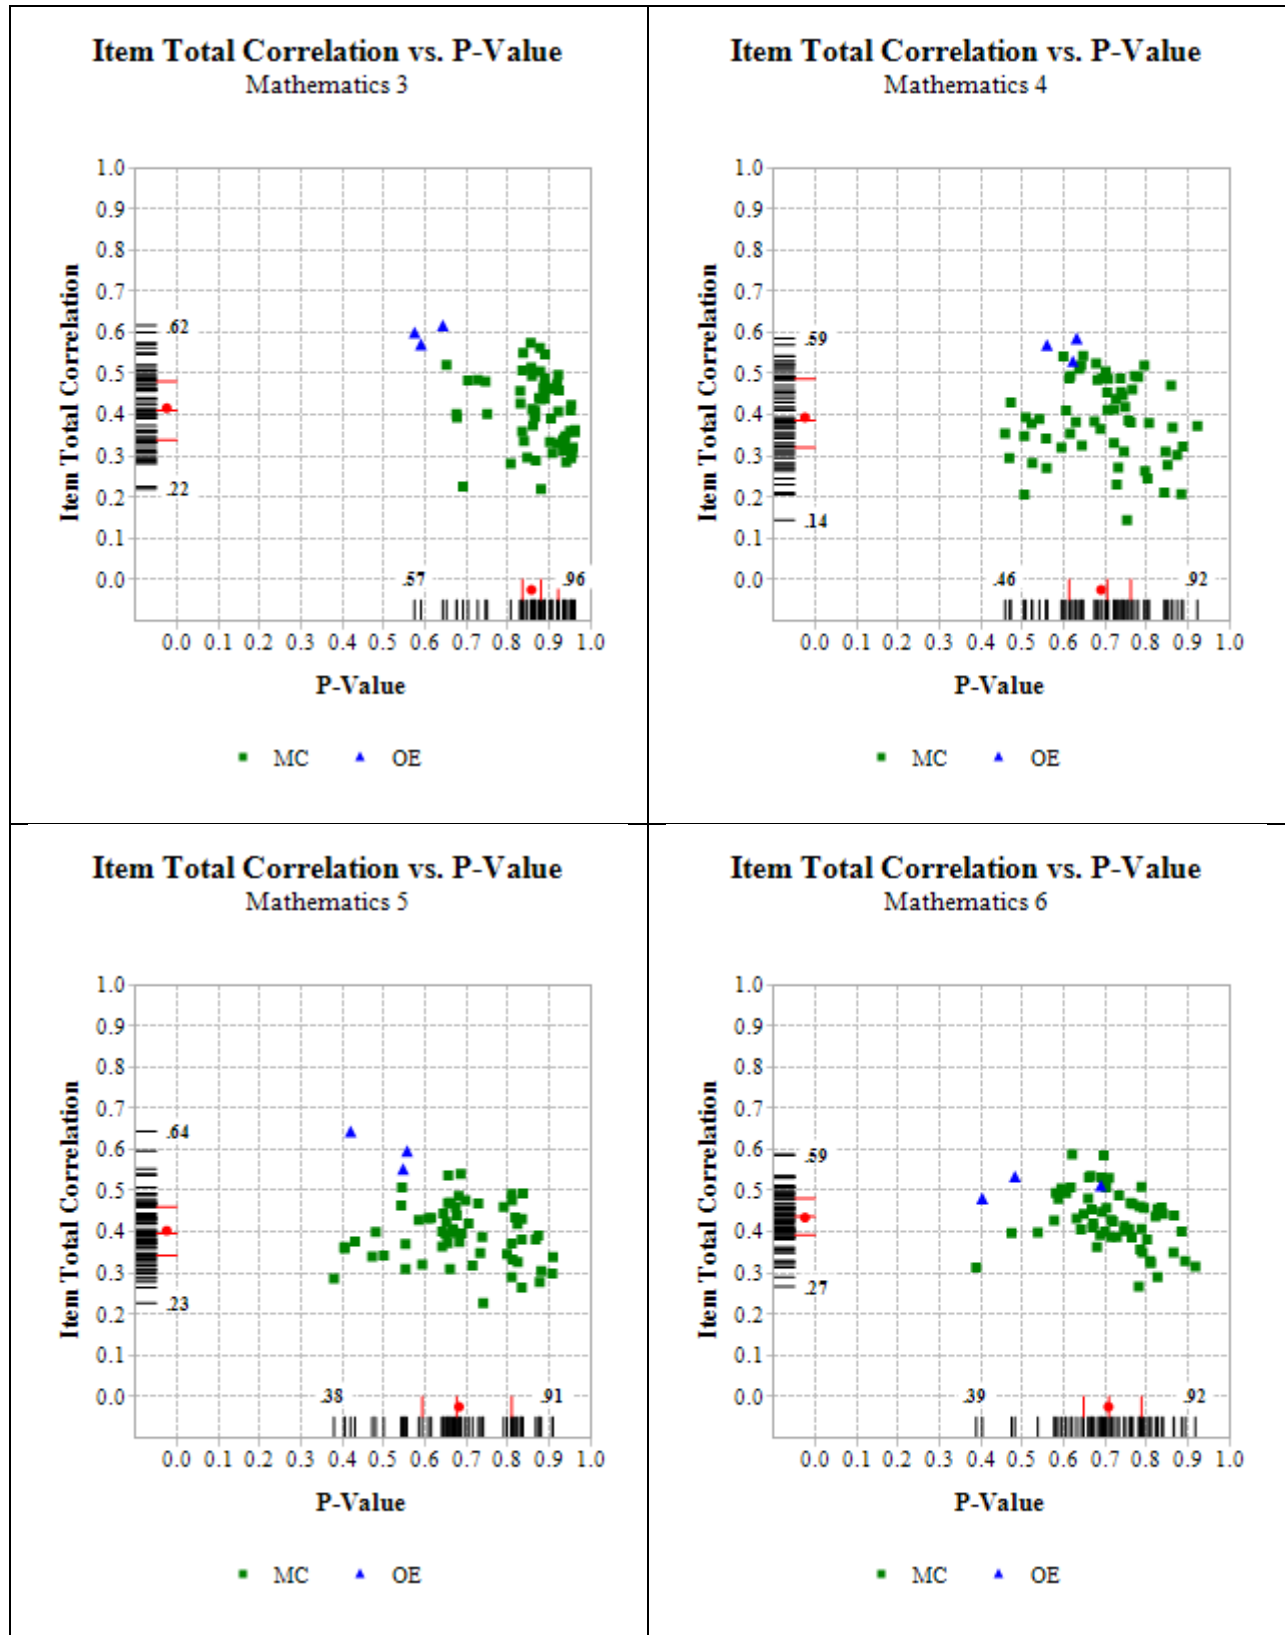 Item Total Correlation vs. P-Value
Mathematics 3
1.0
0.9
0.8
0.7
0.6
0.5
0.4
0.3
0.2
0.1
0.0
Item Total Correlation
.62
.22
.57
.96
0.0 0.1 0.2 0.3 0.4 0.5 0.6 0.7 0.8 0.9 1.0
P-Value
MC OE
Item Total Correlation vs. P-Value
Mathematics 4
1.0
0.9
0.8
0.7
0.6
0.5
0.4
0.3
0.2
0.1
0.0
Item Total Correlation
.59
.14
.46
.92
0.0 0.1 0.2 0.3 0.4 0.5 0.6 0.7 0.8 0.9 1.0
P-Value
MC OE
Item Total Correlation vs. P-Value
Mathematics 5
1.0
0.9
0.8
0.7
0.6
0.5
0.4
0.3
0.2
0.1
0.0
Item Total Correlation
.64
.23
.38
.91
0.0 0.1 0.2 0.3 0.4 0.5 0.6 0.7 0.8 0.9 1.0
P-Value
MC OE
Item Total Correlation vs. P-Value
Mathematics 6
1.0
0.9
0.8
0.7
0.6
0.5
0.4
0.3
0.2
0.1
0.0
Item Total Correlation
.59
.27
.39
.92
0.0 0.1 0.2 0.3 0.4 0.5 0.6 0.7 0.8 0.9 1.0
P-Value
MC OE